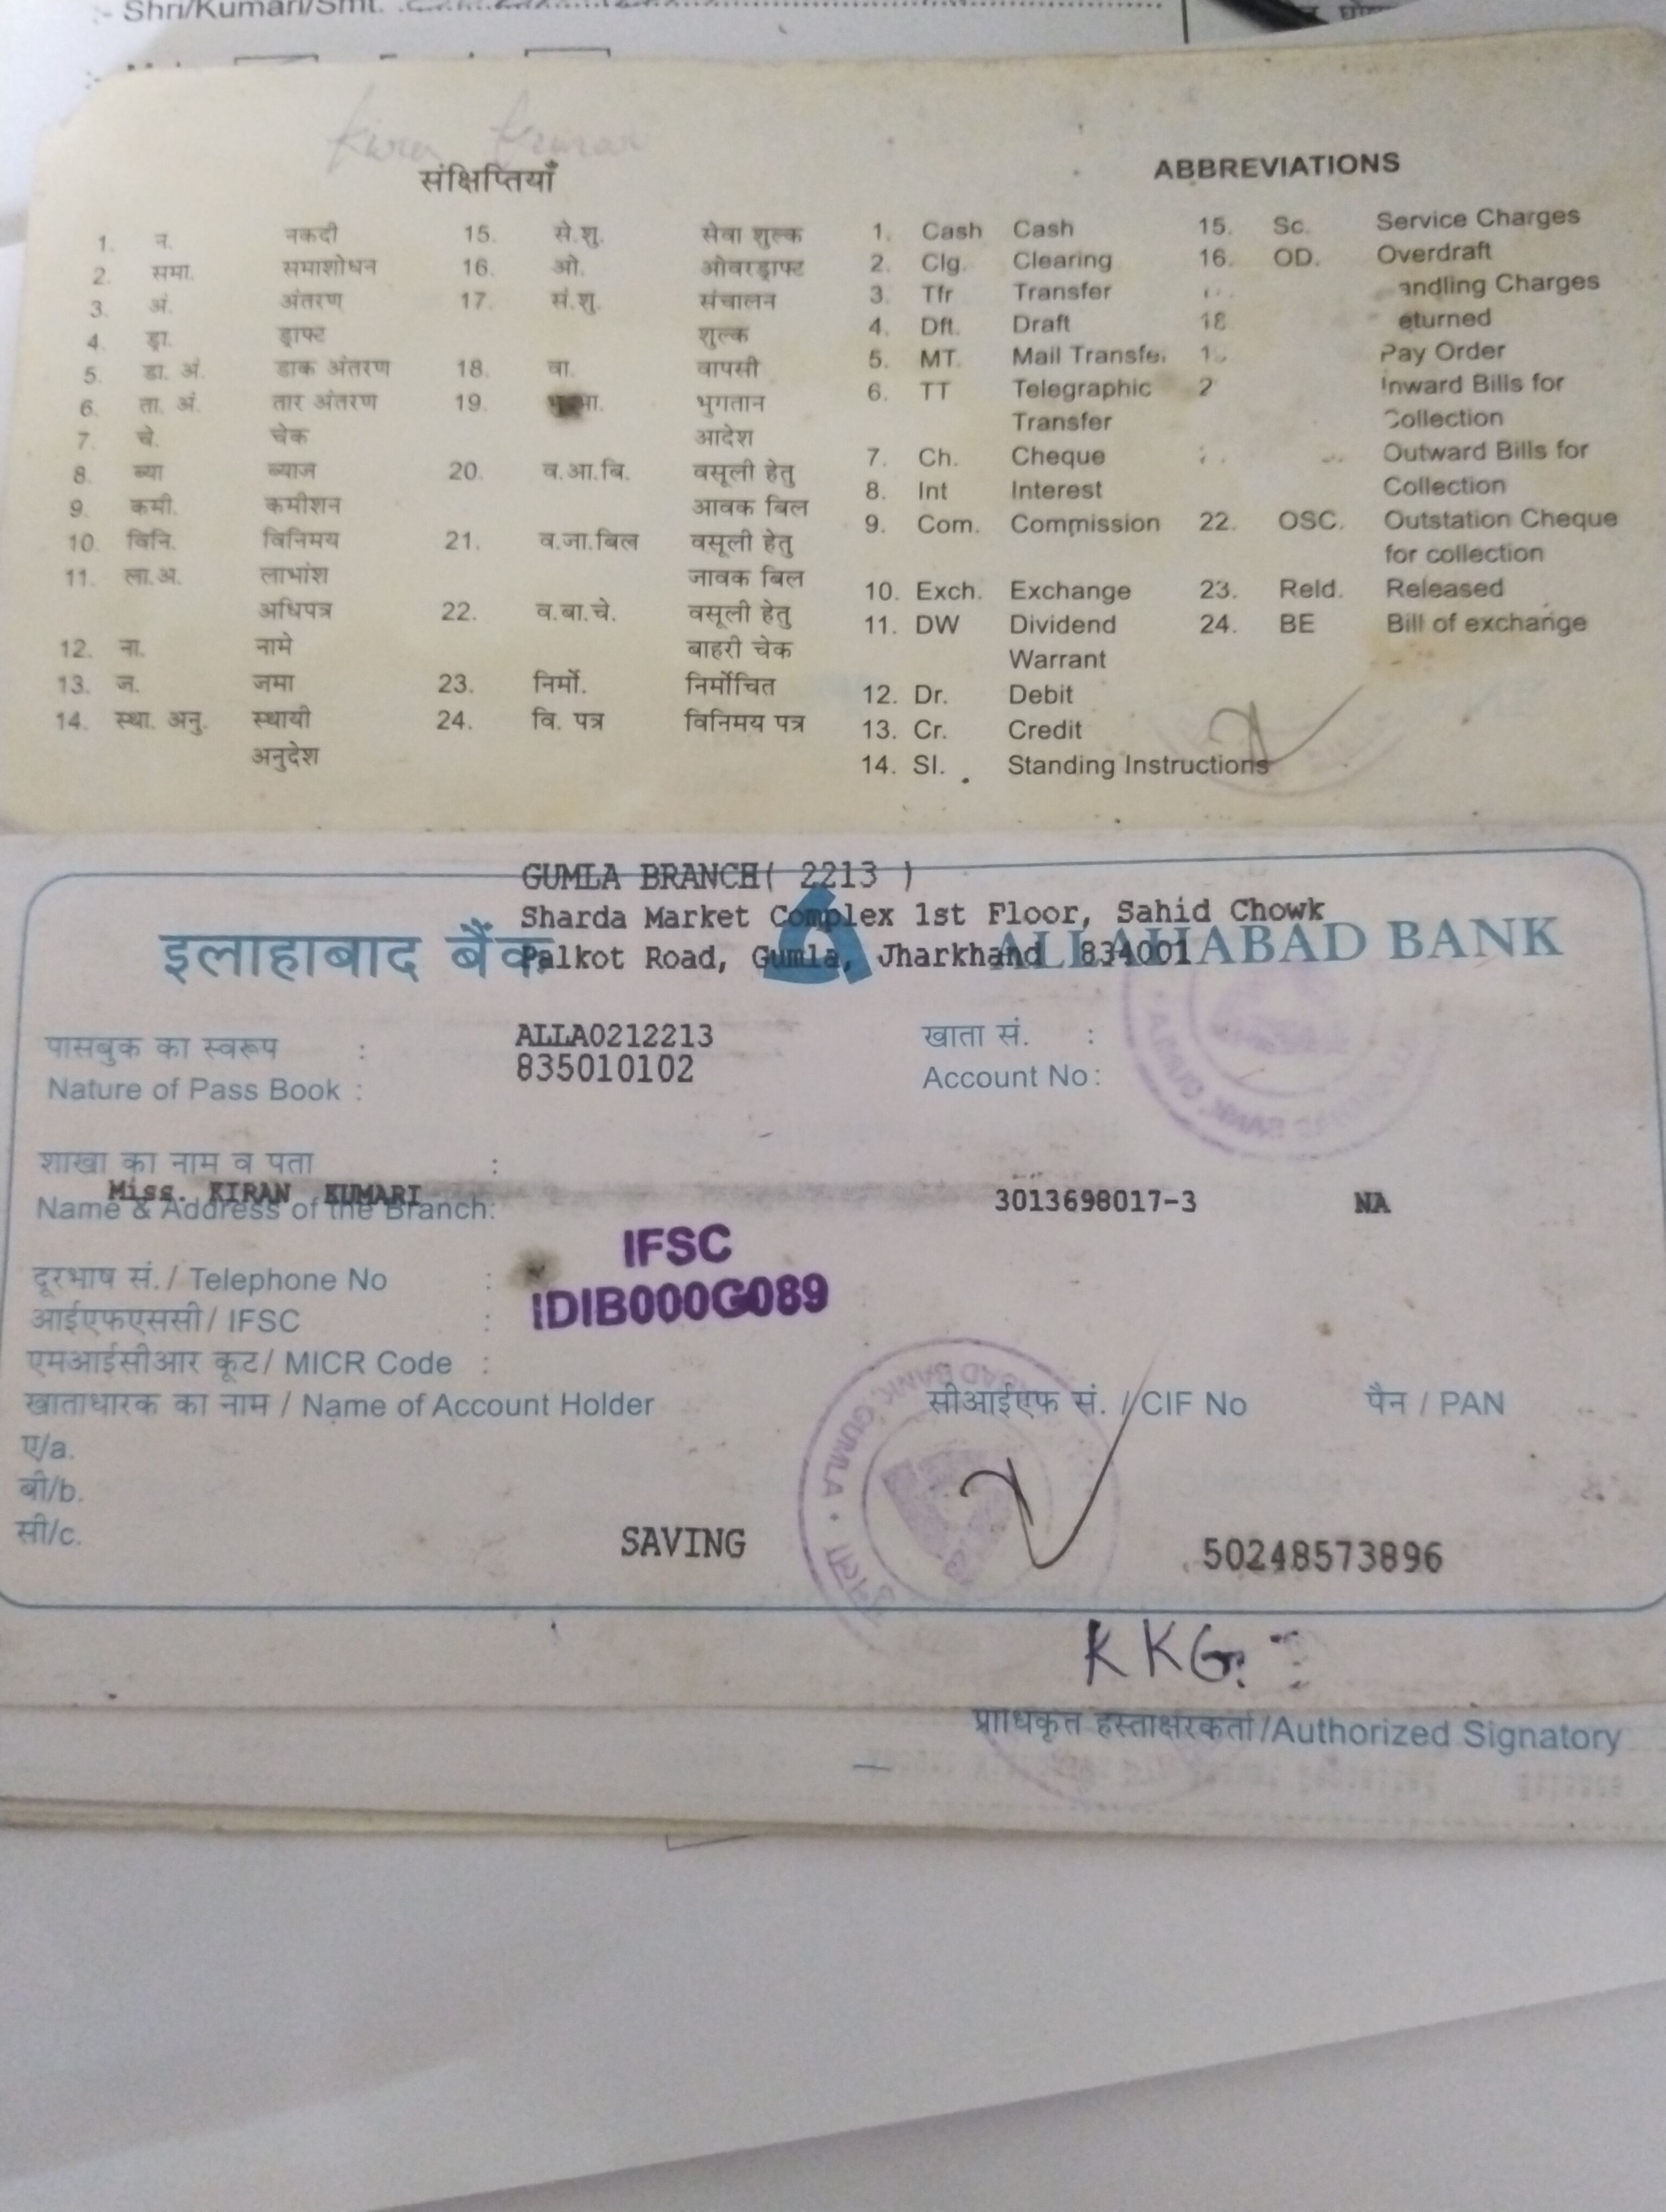 - Shri/Kumari/Smt.
Kiran Kumari
संक्षिप्तियाँ
1. न. नकदी 15. से.शु. सेवा शुल्क
2. समा. समाशोधन 16. ओ. ओवरड्राफ्ट
3. अं. अंतरण 17. सं.शु. संचालन
4. ड्रा. ड्राफ्ट शुल्क
5. डा. अं. डाक अंतरण 18. वा. वापसी
6. ता. अं. तार अंतरण 19. भुगतान
7. चे. चेक आदेश
8. ब्या ब्याज 20. व.आ.बि. वसूली हेतु
9. कमी. कमीशन आवक बिल
10. विनि. विनिमय 21. व.जा.बिल वसूली हेतु
11. ला.अ. लाभांश जावक बिल
अधिपत्र 22. व.बा.चे. वसूली हेतु
12. ना. नामे बाहरी चेक
13. ज. जमा 23. निर्मो. निर्मोचित
14. स्था. अनु. स्थायी 24. वि. पत्र विनिमय पत्र
अनुदेश
ABBREVIATIONS
1. Cash Cash 15. Sc. Service Charges
2. Clg. Clearing 16. OD. Overdraft
3. Tfr Transfer andling Charges
4. Dft. Draft 18 eturned
5. MT. Mail Transfer Pay Order
6. TT Telegraphic 2 Inward Bills for
Transfer Collection
7. Ch. Cheque Outward Bills for
8. Int Interest Collection
9. Com. Commission 22. OSC. Outstation Cheque
for collection
10. Exch. Exchange 23. Reld. Released
11. DW Dividend 24. BE Bill of exchange
Warrant
12. Dr. Debit
13. Cr. Credit
14. SI. Standing Instructions
GUMLA BRANCH( 2213 )
Sharda Market Complex 1st Floor, Sahid Chowk
Palkot Road, Gumla, Jharkhand 834001
इलाहाबाद बैंक ALLAHABAD BANK
पासबुक का स्वरूप : ALLA0212213 खाता सं. :
Nature of Pass Book : 835010102 Account No :
शाखा का नाम व पता :
Miss. KIRAN KUMARI 3013698017-3 NA
Name & Address of the Branch:
IFSC
दूरभाष सं. / Telephone No :
IDIB000G089
आईएफएससी/ IFSC :
एमआईसीआर कूट/ MICR Code :
खाताधारक का नाम / Name of Account Holder सीआईएफ सं. / CIF No पैन / PAN
ए/a.
बी/b.
सी/c.
SAVING 50248573896
KKG.
प्राधिकृत हस्ताक्षरकर्ता/Authorized Signatory